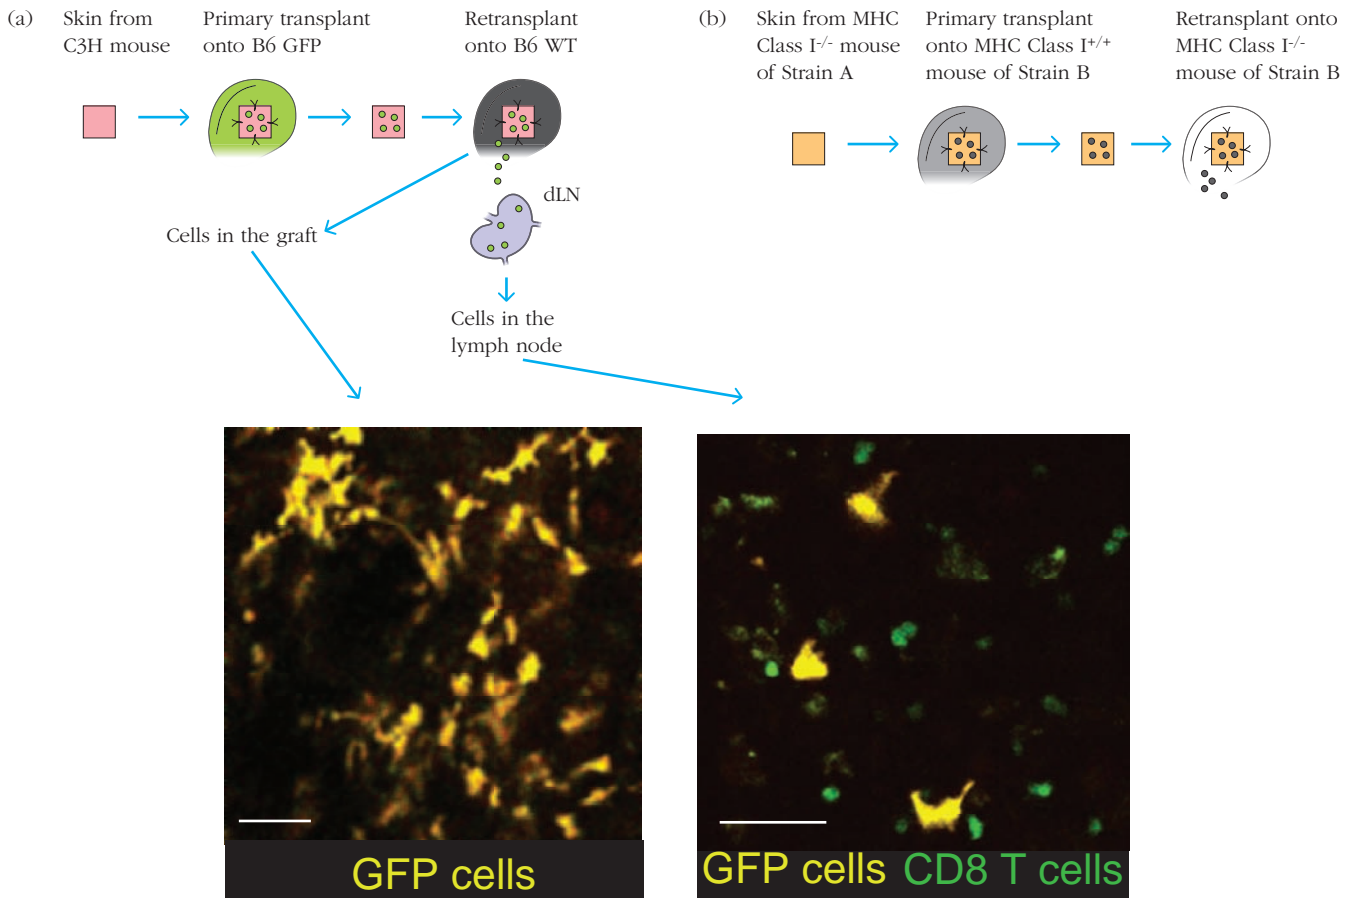 (a)
Skin from
C3H mouse
Primary transplant
onto B6 GFP
Retransplant
onto B6 WT
dLN
Cells in the graft
Cells in the
lymph node
GFP cells
GFP cells CD8 T cells
(b)
Skin from MHC
Class I-/- mouse
of Strain A
Primary transplant
onto MHC Class I+/+
mouse of Strain B
Retransplant onto
MHC Class I-/-
mouse of Strain B